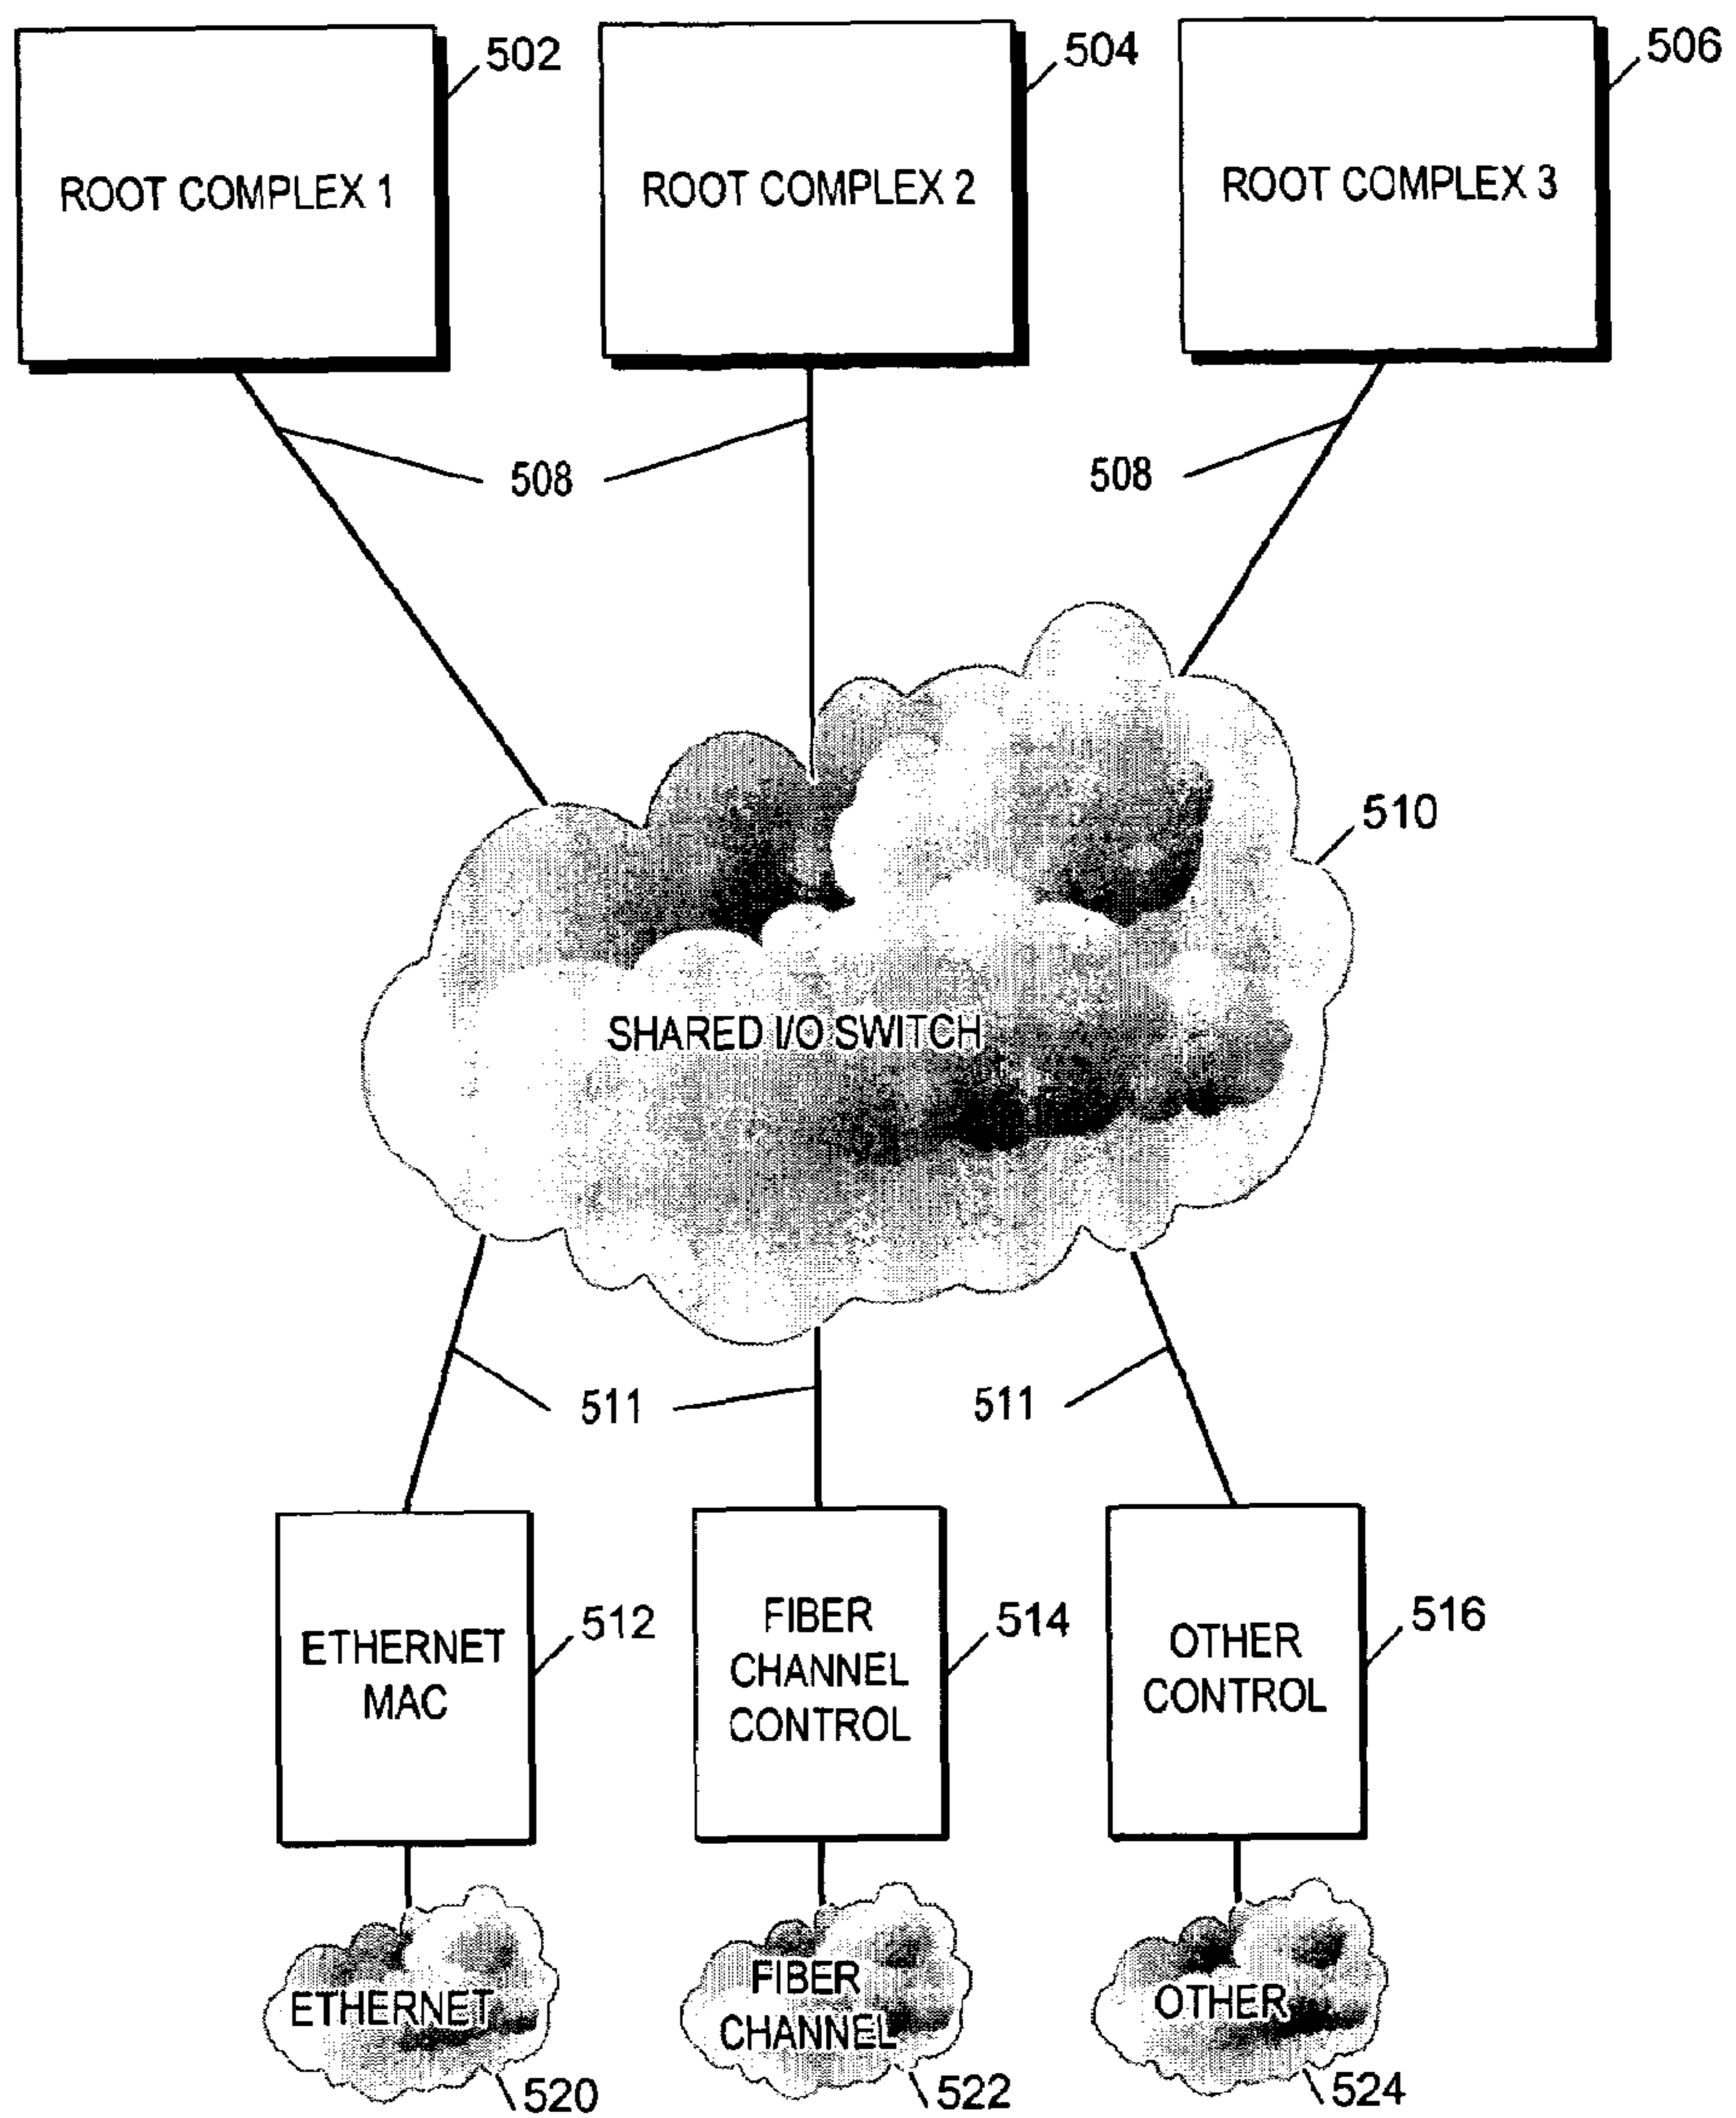 502
504
506
ROOT COMPLEX 1
ROOT COMPLEX 2
ROOT COMPLEX 3
508
508
510
SHARED I/O SWITCH
511
511
512
514
516
ETHERNET
MAC
FIBER
CHANNEL
CONTROL
OTHER
CONTROL
ETHERNET
FIBER
CHANNEL
OTHER
520
522
524